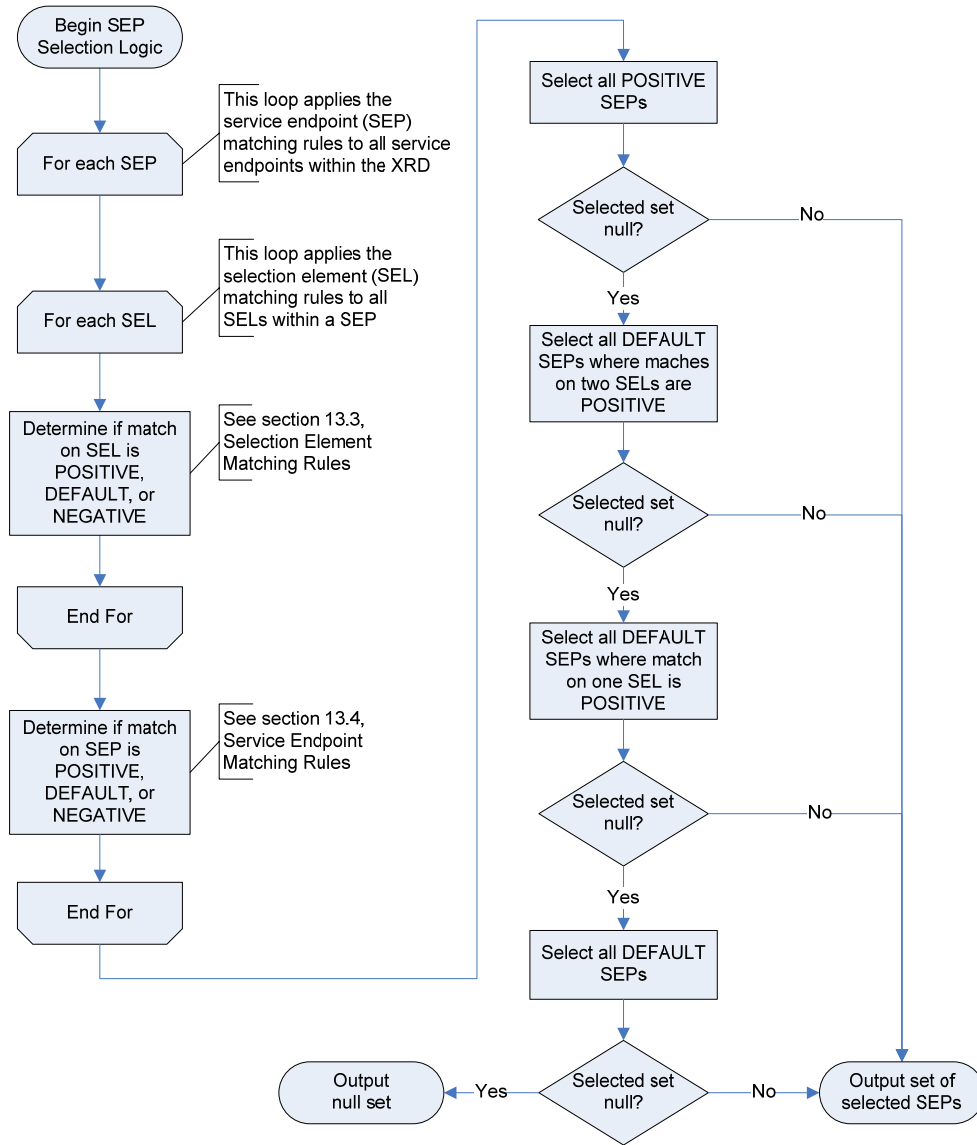 Begin SEP
Selection Logic
This loop applies the
service endpoint (SEP)
matching rules to all service
endpoints within the XRD
For each SEP
This loop applies the
selection element (SEL)
matching rules to all
SELs within a SEP
For each SEL
Determine if match
on SEL is
POSITIVE,
DEFAULT, or
NEGATIVE
See section 13.3,
Selection Element
Matching Rules
End For
Determine if match
on SEP is
POSITIVE,
DEFAULT, or
NEGATIVE
See section 13.4,
Service Endpoint
Matching Rules
End For
Select all POSITIVE
SEPs
Selected set
null?
No
Yes
Select all DEFAULT
SEPs where maches
on two SELs are
POSITIVE
Selected set
null?
No
Yes
Select all DEFAULT
SEPs where match
on one SEL is
POSITIVE
Selected set
null?
No
Yes
Select all DEFAULT
SEPs
Selected set
null?
Yes
Output
null set
No
Output set of
selected SEPs